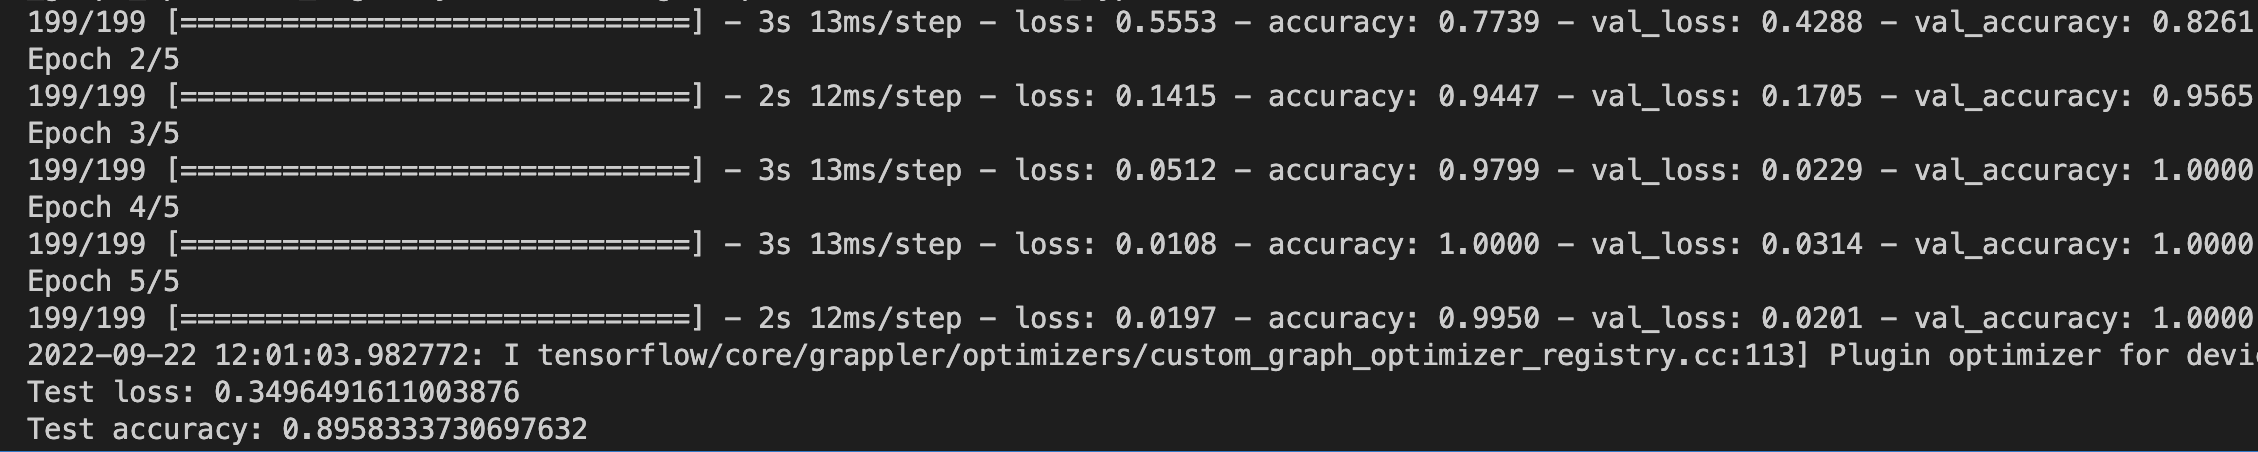 199/199 [==============================] - 3s 13ms/step - loss: 0.5553 - accuracy: 0.7739 - val_loss: 0.4288 - val_accuracy: 0.8261
Epoch 2/5
199/199 [==============================] - 2s 12ms/step - loss: 0.1415 - accuracy: 0.9447 - val_loss: 0.1705 - val_accuracy: 0.9565
Epoch 3/5
199/199 [==============================] - 3s 13ms/step - loss: 0.0512 - accuracy: 0.9799 - val_loss: 0.0229 - val_accuracy: 1.0000
Epoch 4/5
199/199 [==============================] - 3s 13ms/step - loss: 0.0108 - accuracy: 1.0000 - val_loss: 0.0314 - val_accuracy: 1.0000
Epoch 5/5
199/199 [==============================] - 2s 12ms/step - loss: 0.0197 - accuracy: 0.9950 - val_loss: 0.0201 - val_accuracy: 1.0000
2022-09-22 12:01:03.982772: I tensorflow/core/grappler/optimizers/custom_graph_optimizer_registry.cc:113] Plugin optimizer for devic
Test loss: 0.3496491611003876
Test accuracy: 0.8958333730697632